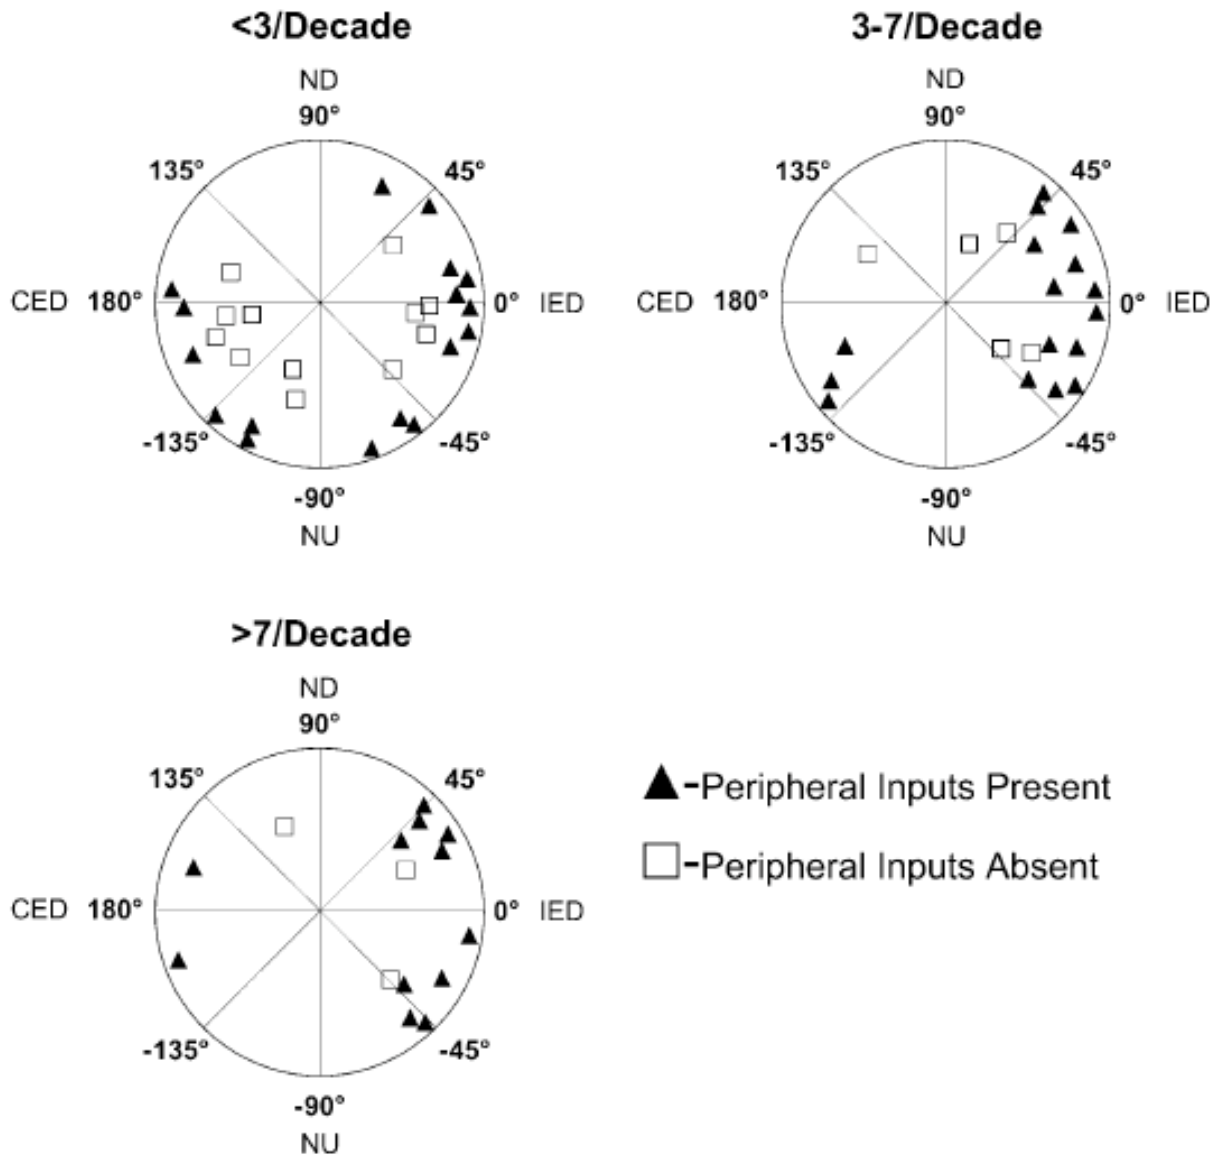 <3/Decade
3-7/Decade
ND
90°
ND
90°
135°
45°
135°
45°
CED 180°
0° IED
CED 180°
0° IED
-135°
-45°
-135°
-45°
-90°
NU
-90°
NU
>7/Decade
ND
90°
135°
45°
CED 180°
0° IED
-135°
-45°
-90°
NU
-Peripheral Inputs Present
-Peripheral Inputs Absent